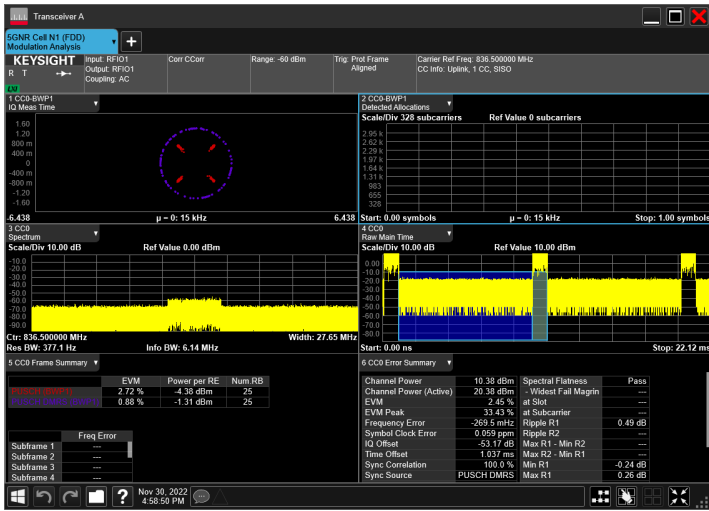 Transceiver A
5GNR Cell N1 (FDD)
Modulation Analysis
+
KEYSIGHT
R T
LXI
Input: RFIO1
Output: RFIO1
Coupling: AC
Corr CCorr
Range: -60 dBm
Trig: Prot Frame
Aligned
Carrier Ref Freq: 836.500000 MHz
CC Info: Uplink, 1 CC, SISO
1 CC0-BWP1
IQ Meas Time
1.60
1.20
800 m
400 m
0
-400 m
-800 m
-1.20
-1.60
-6.438
µ = 0: 15 kHz
6.438
2 CC0-BWP1
Detected Allocations
Scale/Div 328 subcarriers
Ref Value 0 subcarriers
2.95 k
2.62 k
2.29 k
1.97 k
1.64 k
1.31 k
983
655
328
Start: 0.00 symbols
µ = 0: 15 kHz
Stop: 1.00 symbols
3 CC0
Spectrum
Scale/Div 10.00 dB
Ref Value 0.00 dBm
-10.0
-20.0
-30.0
-40.0
-50.0
-60.0
-70.0
-80.0
-90.0
Ctr: 836.500000 MHz
Width: 27.65 MHz
Res BW: 377.1 Hz
Info BW: 6.14 MHz
4 CC0
Raw Main Time
Scale/Div 10.00 dB
Ref Value 10.00 dBm
0.00
-10.0
-20.0
-30.0
-40.0
-50.0
-60.0
-70.0
-80.0
Start: 0.00 ns
Stop: 22.12 ms
5 CC0 Frame Summary
EVM Power per RE Num.RB
2.72 % -4.38 dBm 25
0.88 % -1.31 dBm 25
Freq Error
Subframe 1 ---
Subframe 2 ---
Subframe 3 ---
Subframe 4 ---
6 CC0 Error Summary
Channel Power 10.38 dBm Spectral Flatness Pass
Channel Power (Active) 20.38 dBm - Widest Fail Magrin ---
EVM 2.45 % at Slot ---
EVM Peak 33.43 % at Subcarrier ---
Frequency Error -269.5 mHz Ripple R1 0.49 dB
Symbol Clock Error 0.059 ppm Ripple R2 ---
IQ Offset -53.17 dB Max R1 - Min R2 ---
Time Offset 1.037 ms Max R2 - Min R1 ---
Sync Correlation 100.0 % Min R1 -0.24 dB
Sync Source PUSCH DMRS Max R1 0.26 dB
?
Nov 30, 2022
4:58:50 PM